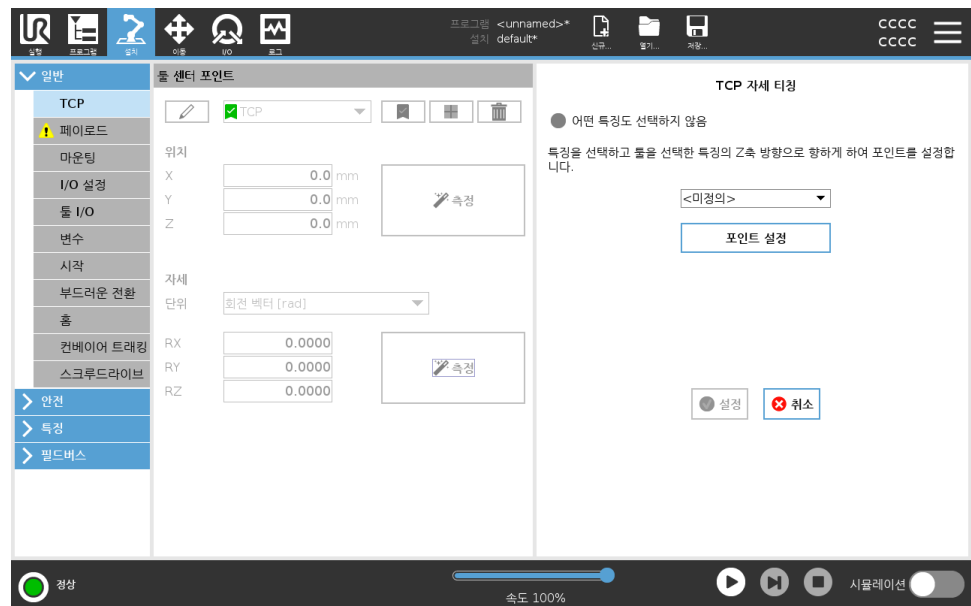 UR
프로그램 <unnamed>*
설치 default*
cccc
cccc
실행 프로그램 설치 이동 I/O 로그 신규... 열기... 저장...
일반
TCP
페이로드
마운팅
I/O 설정
툴 I/O
변수
시작
부드러운 전환
홈
컨베이어 트래킹
스크루드라이브
안전
특징
필드버스
툴 센터 포인트
TCP
위치
X 0.0 mm
Y 0.0 mm
Z 0.0 mm
측정
자세
단위 회전 벡터 [rad]
RX 0.0000
RY 0.0000
RZ 0.0000
측정
TCP 자세 티칭
어떤 특징도 선택하지 않음
특징을 선택하고 툴을 선택한 특징의 Z축 방향으로 향하게 하여 포인트를 설정합
니다.
<미정의>
포인트 설정
설정 취소
정상
속도 100%
시뮬레이션